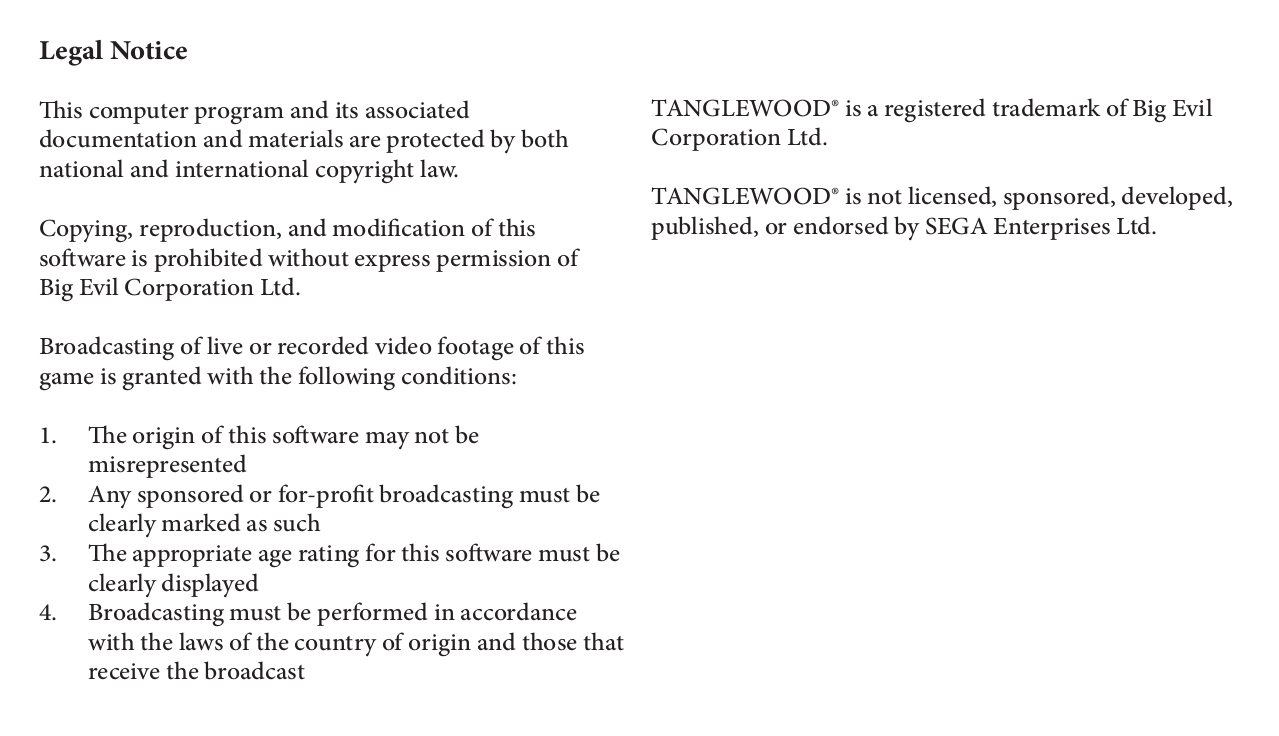 Legal Notice
This computer program and its associated
documentation and materials are protected by both
national and international copyright law.
Copying, reproduction, and modification of this
software is prohibited without express permission of
Big Evil Corporation Ltd.
Broadcasting of live or recorded video footage of this
game is granted with the following conditions:
1. The origin of this software may not be
misrepresented
2. Any sponsored or for-profit broadcasting must be
clearly marked as such
3. The appropriate age rating for this software must be
clearly displayed
4. Broadcasting must be performed in accordance
with the laws of the country of origin and those that
receive the broadcast
TANGLEWOOD® is a registered trademark of Big Evil
Corporation Ltd.
TANGLEWOOD® is not licensed, sponsored, developed,
published, or endorsed by SEGA Enterprises Ltd.